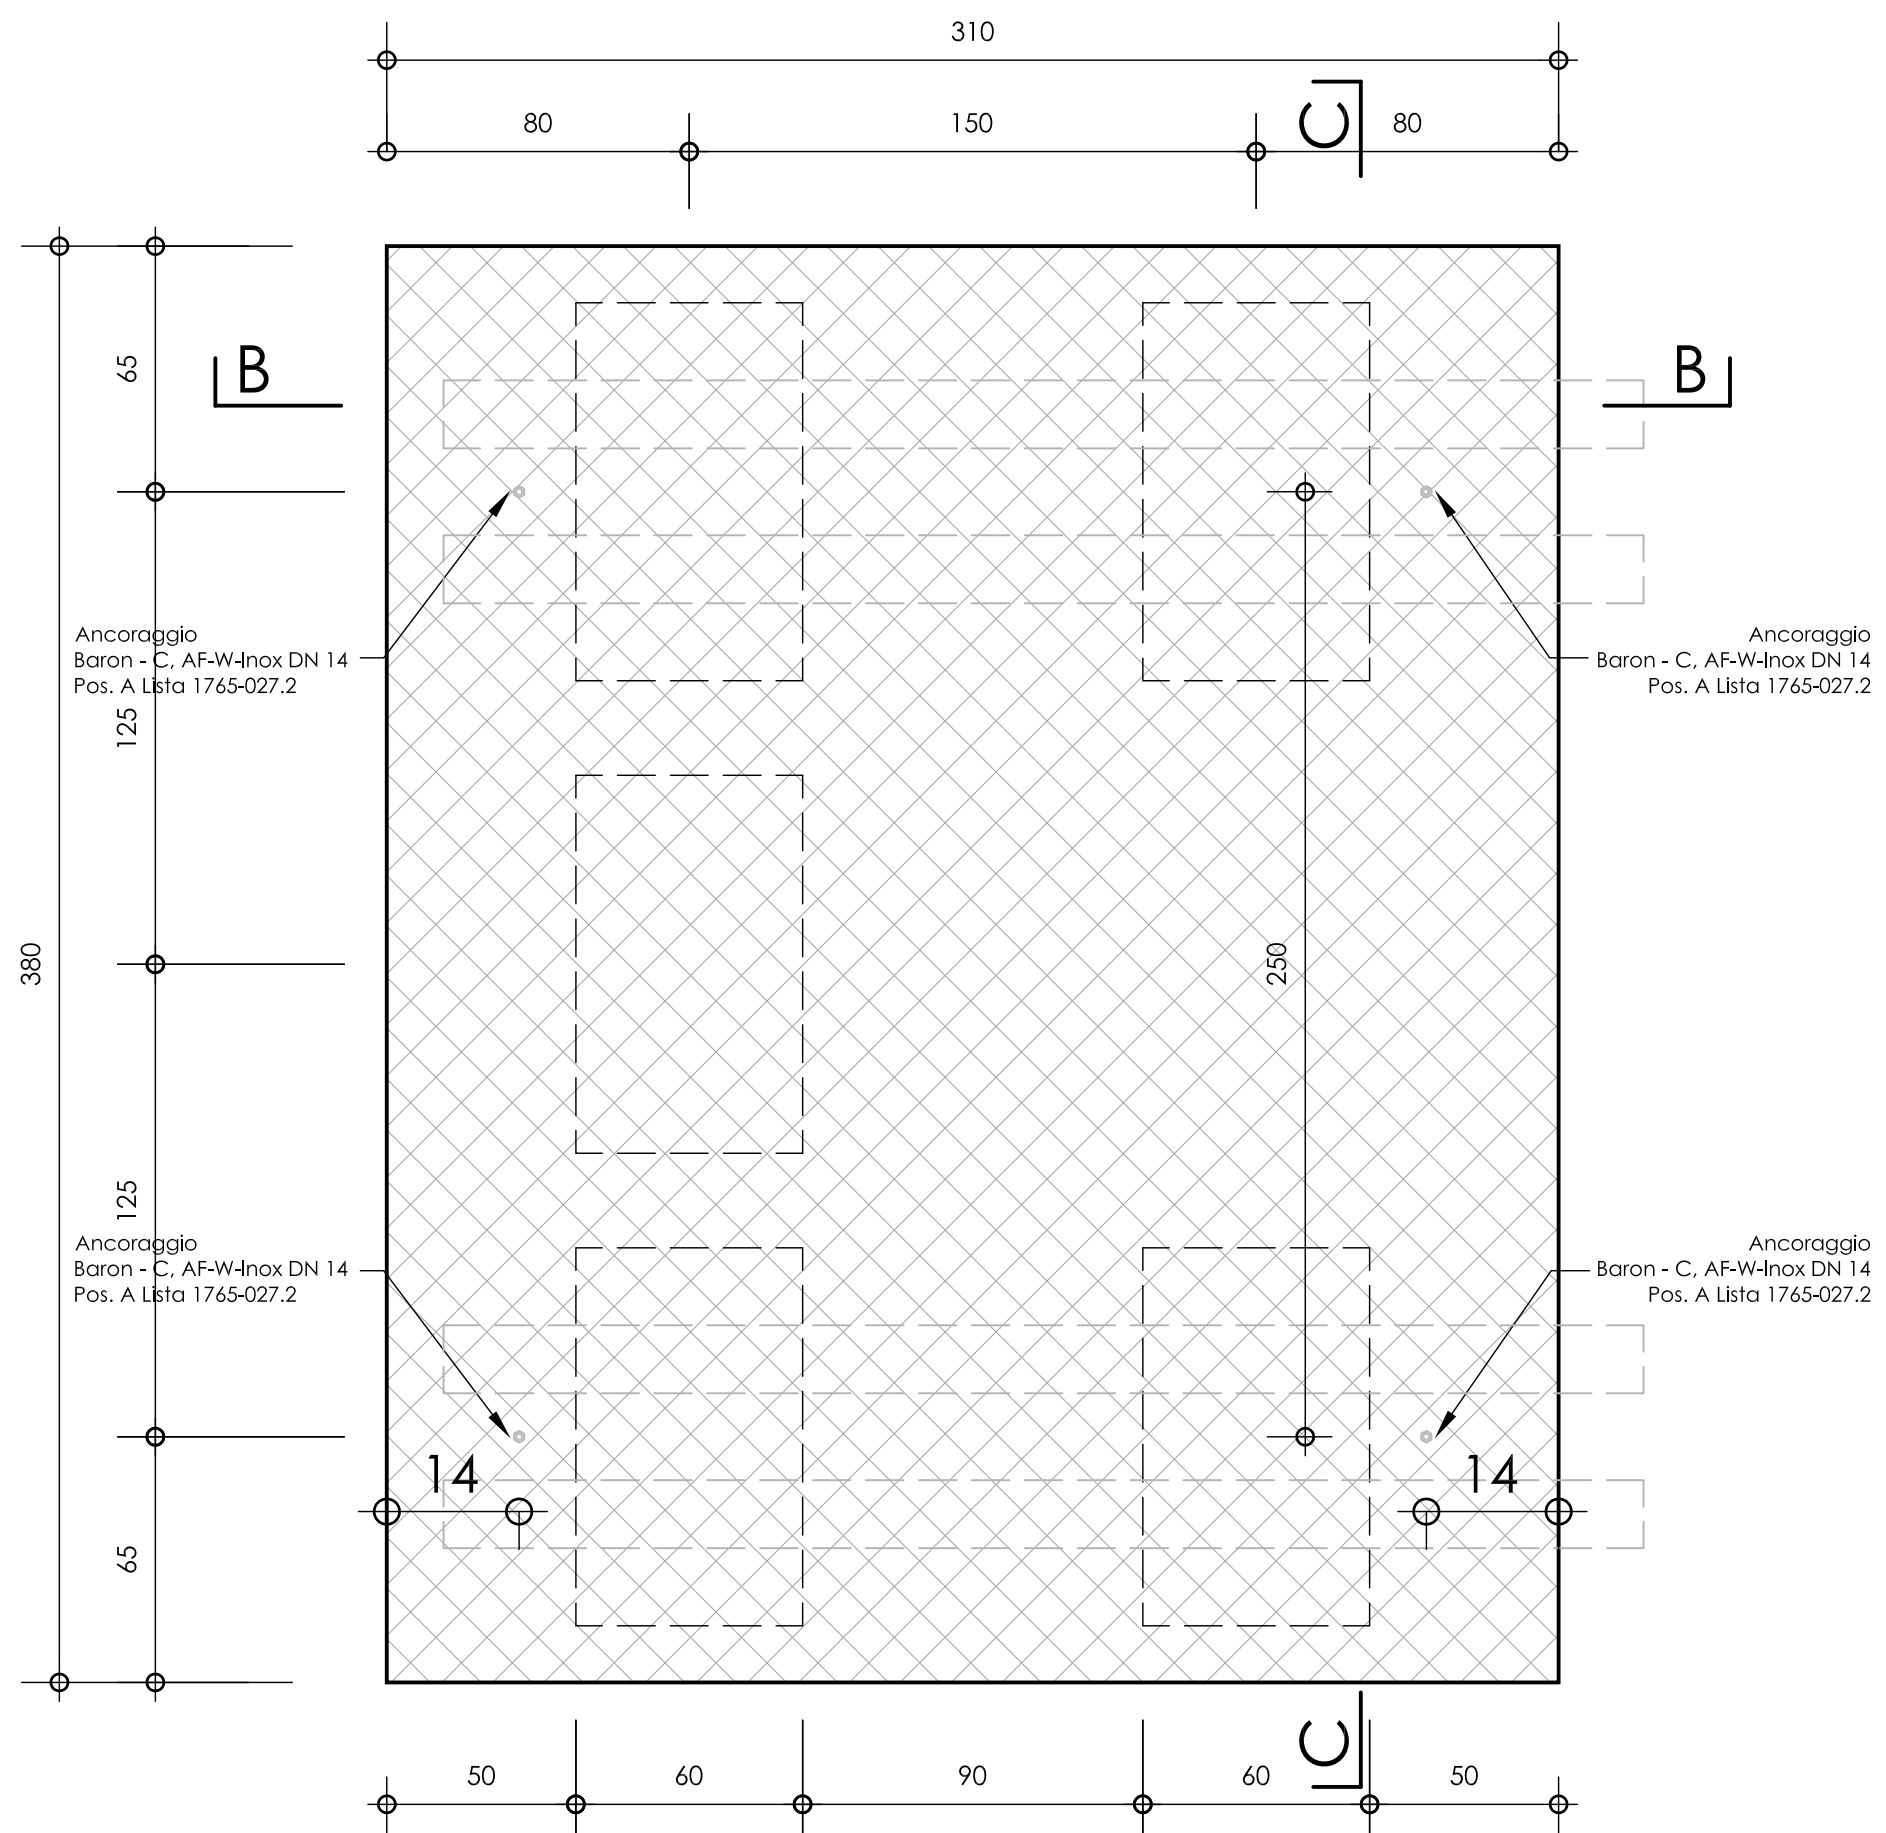 310
80
150
C
80
B
B
65
Ancoraggio
Baron - C, AF-W-Inox DN 14
Pos. A Lista 1765-027.2
Ancoraggio
Baron - C, AF-W-Inox DN 14
Pos. A Lista 1765-027.2
125
380
250
125
Ancoraggio
Baron - C, AF-W-Inox DN 14
Pos. A Lista 1765-027.2
Ancoraggio
Baron - C, AF-W-Inox DN 14
Pos. A Lista 1765-027.2
14
14
65
C
50
60
90
60
50